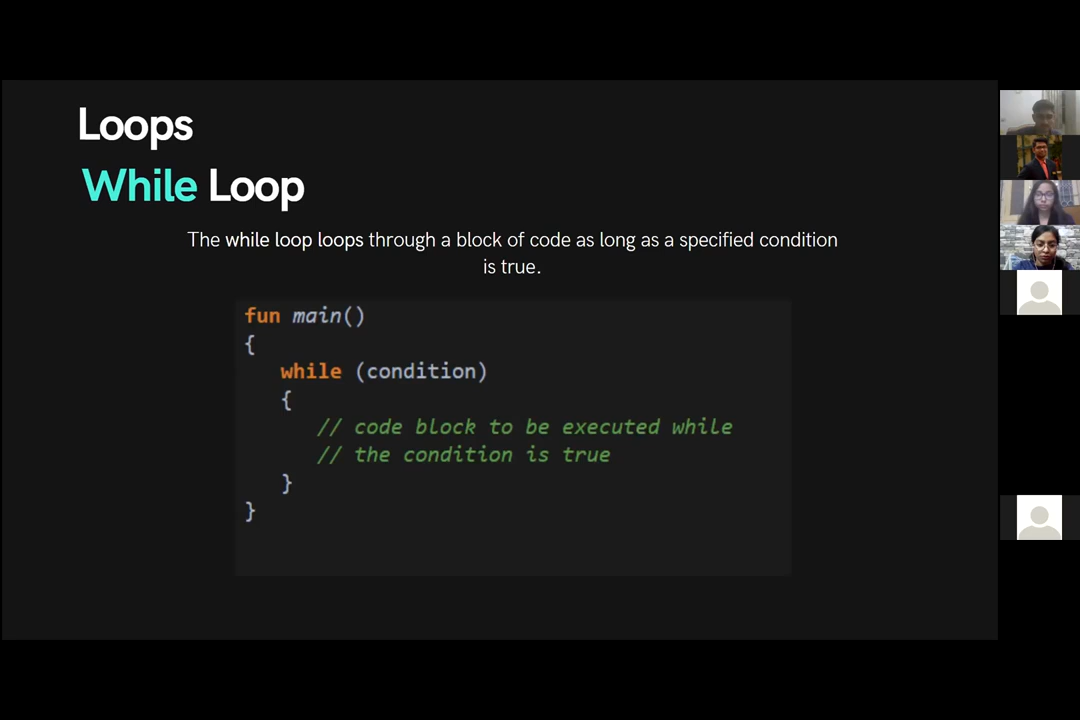 Loops
While Loop
The while loop loops through a block of code as long as a specified condition
is true.
fun main()
{
while (condition)
{
// code block to be executed while
// the condition is true
}
}